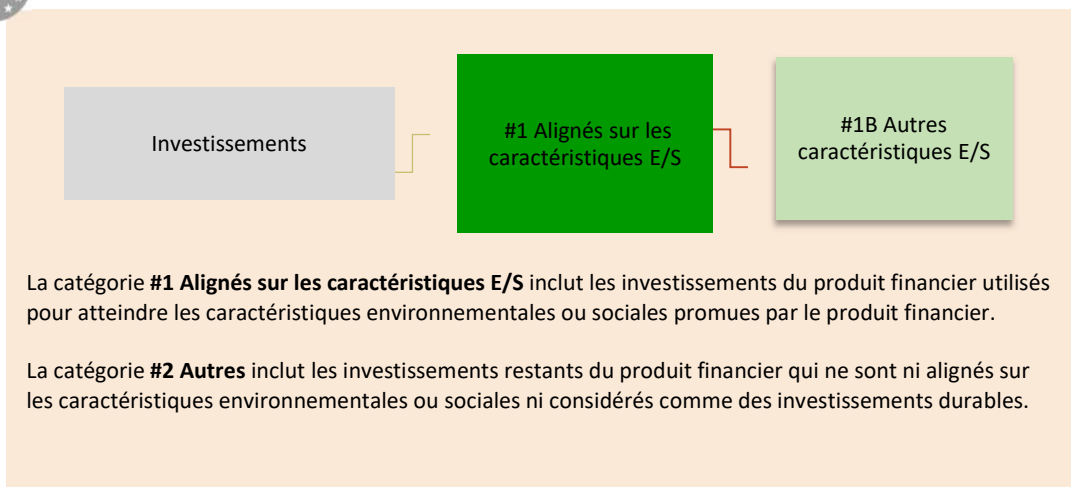 Investissements
#1 Alignés sur les
caractéristiques E/S
#1B Autres
caractéristiques E/S
La catégorie #1 Alignés sur les caractéristiques E/S inclut les investissements du produit financier utilisés
pour atteindre les caractéristiques environnementales ou sociales promues par le produit financier.
La catégorie #2 Autres inclut les investissements restants du produit financier qui ne sont ni alignés sur
les caractéristiques environnementales ou sociales ni considérés comme des investissements durables.